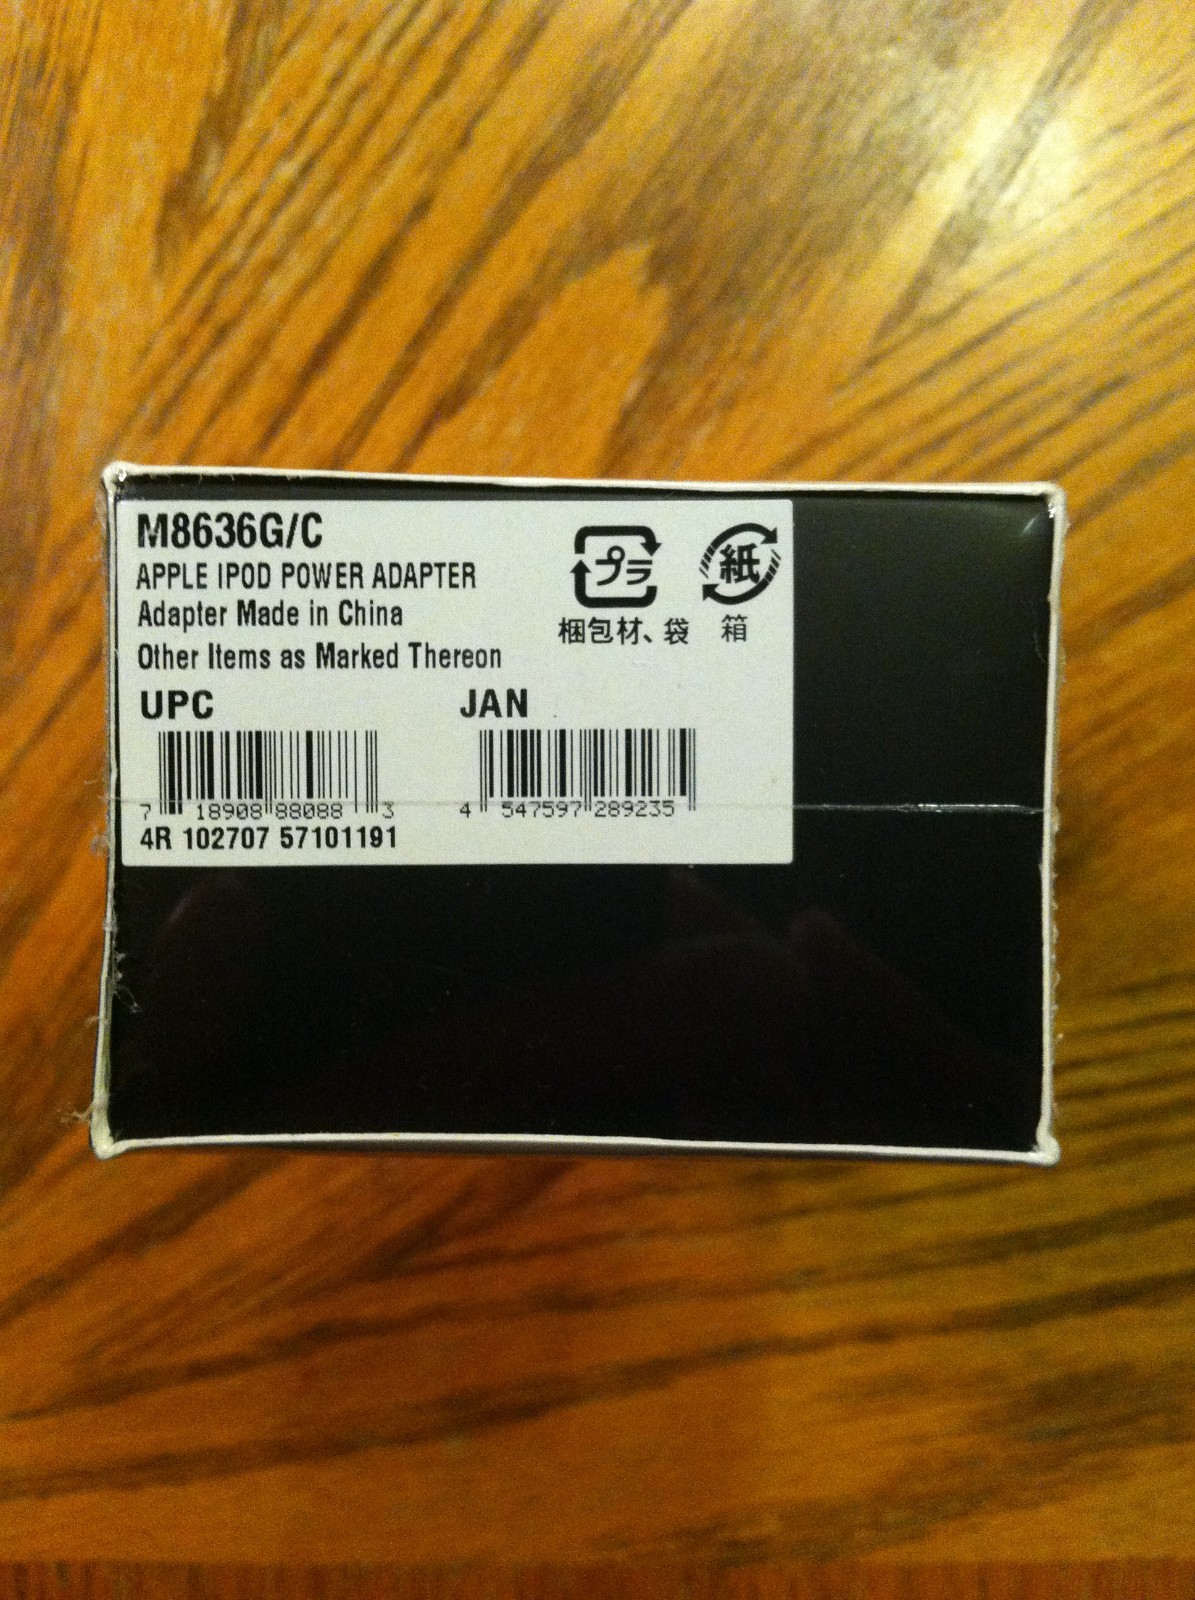 M8636G/C
APPLE IPOD POWER ADAPTER
Adapter Made in China
Other Items as Marked Thereon
プラ
紙
梱包材、袋 箱
UPC JAN
7 18908 88088 3 4 547597 289235
4R 102707 57101191